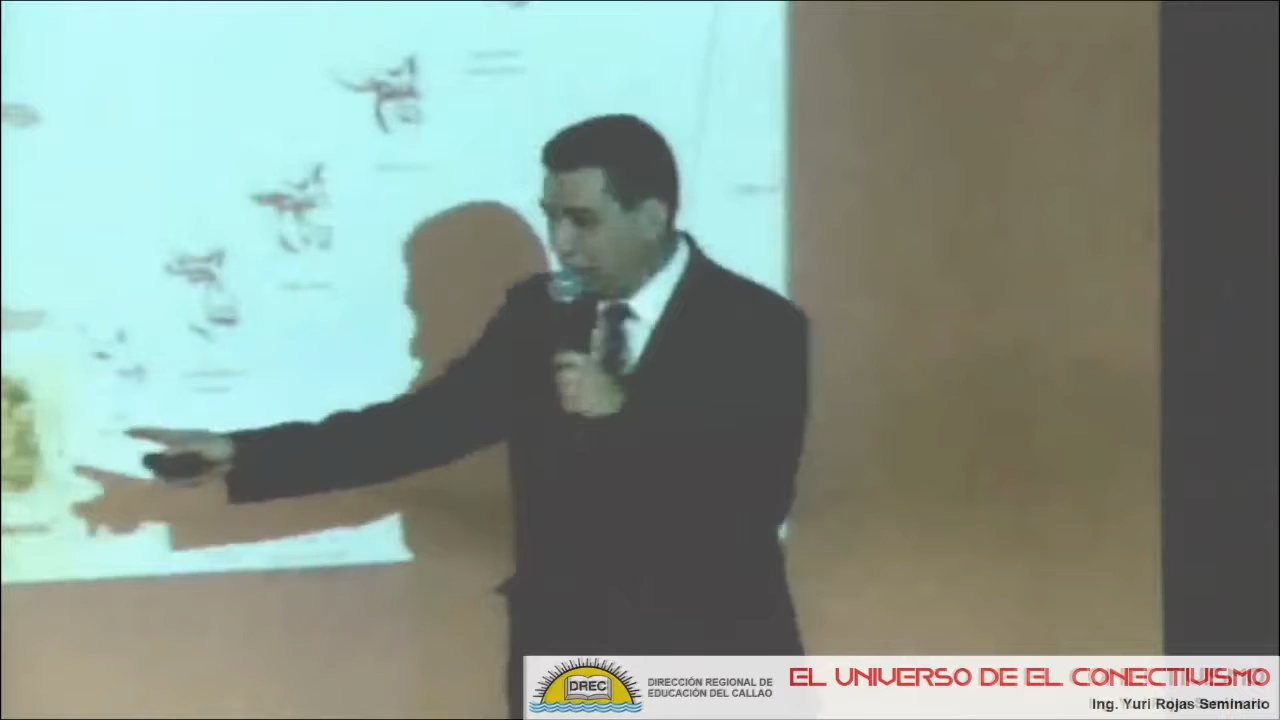 DREC
DIRECCIÓN REGIONAL DE
EDUCACIÓN DEL CALLAO
EL UNIVERSO DE EL CONECTIVISMO
Ing. Yuri Rojas Seminario